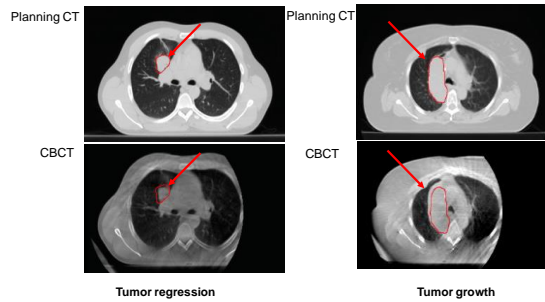 Planning CT
Planning CT
CBCT
CBCT
Tumor regression
Tumor growth